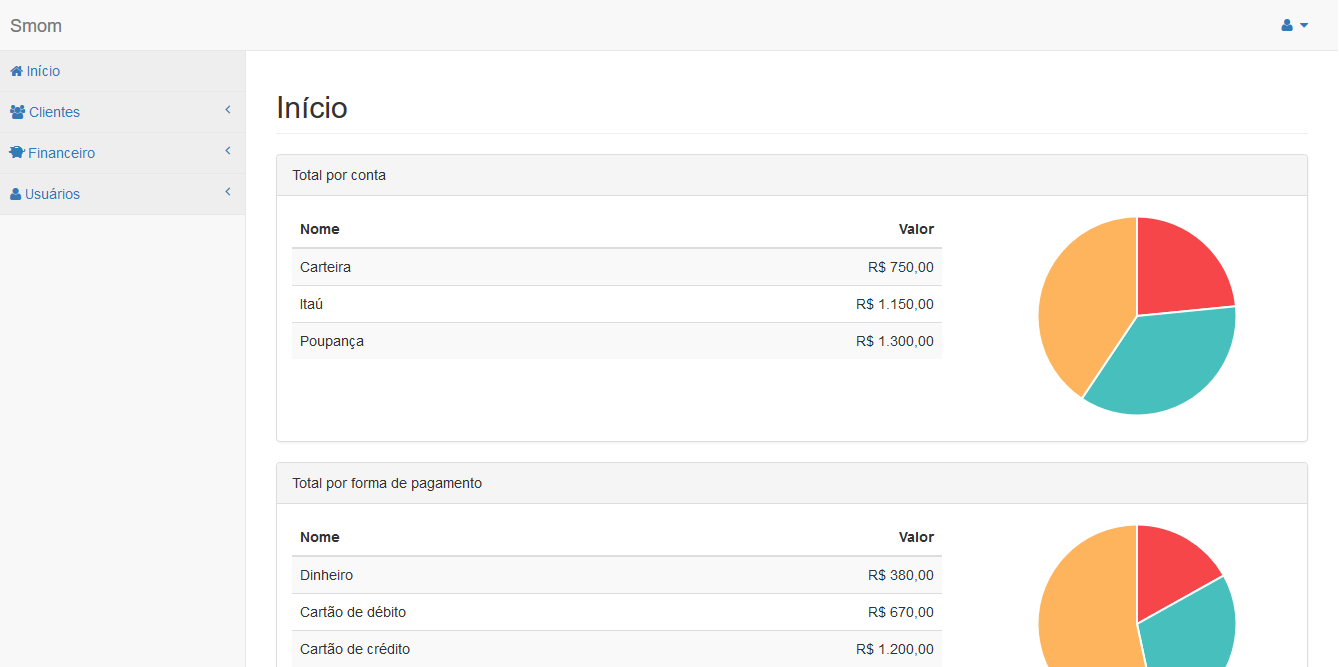 Smom
Início
Clientes
Financeiro
Usuários
Início
Total por conta
Nome Valor
Carteira R$ 750,00
Itaú R$ 1.150,00
Poupança R$ 1.300,00
Total por forma de pagamento
Nome Valor
Dinheiro R$ 380,00
Cartão de débito R$ 670,00
Cartão de crédito R$ 1.200,00